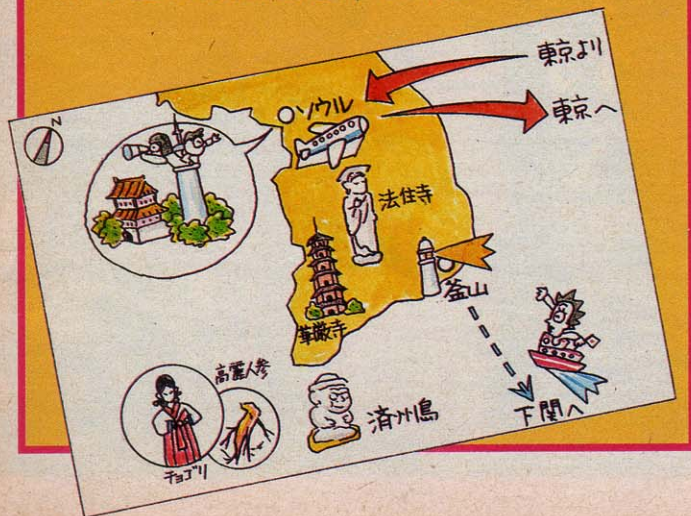 東京より
東京へ
N
ソウル
法住寺
釜山
華厳寺
高麗人参
チョゴリ
済州島
下関へ